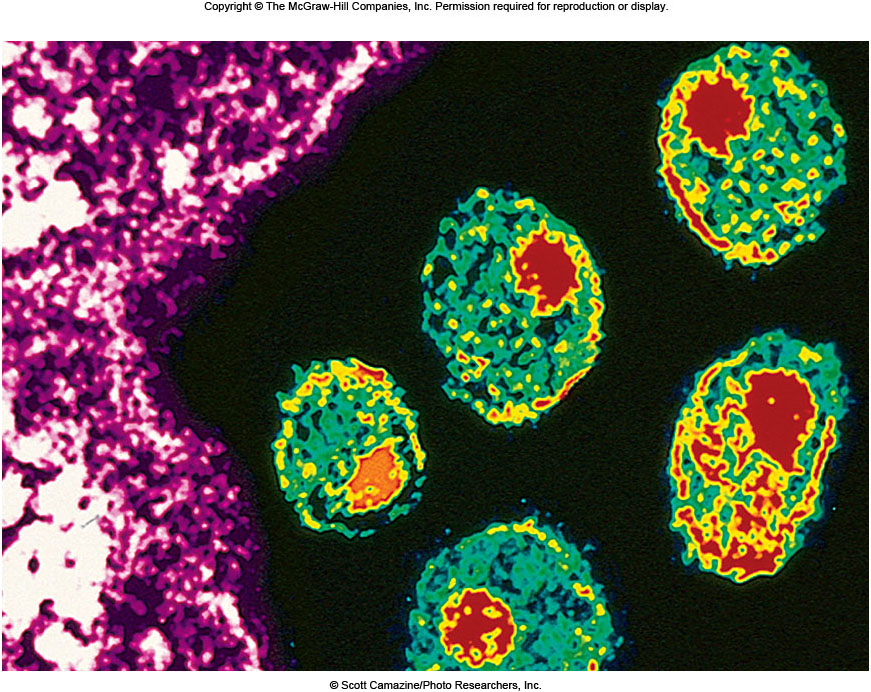 Copyright © The McGraw-Hill Companies, Inc. Permission required for reproduction or display.
© Scott Camazine/Photo Researchers, Inc.